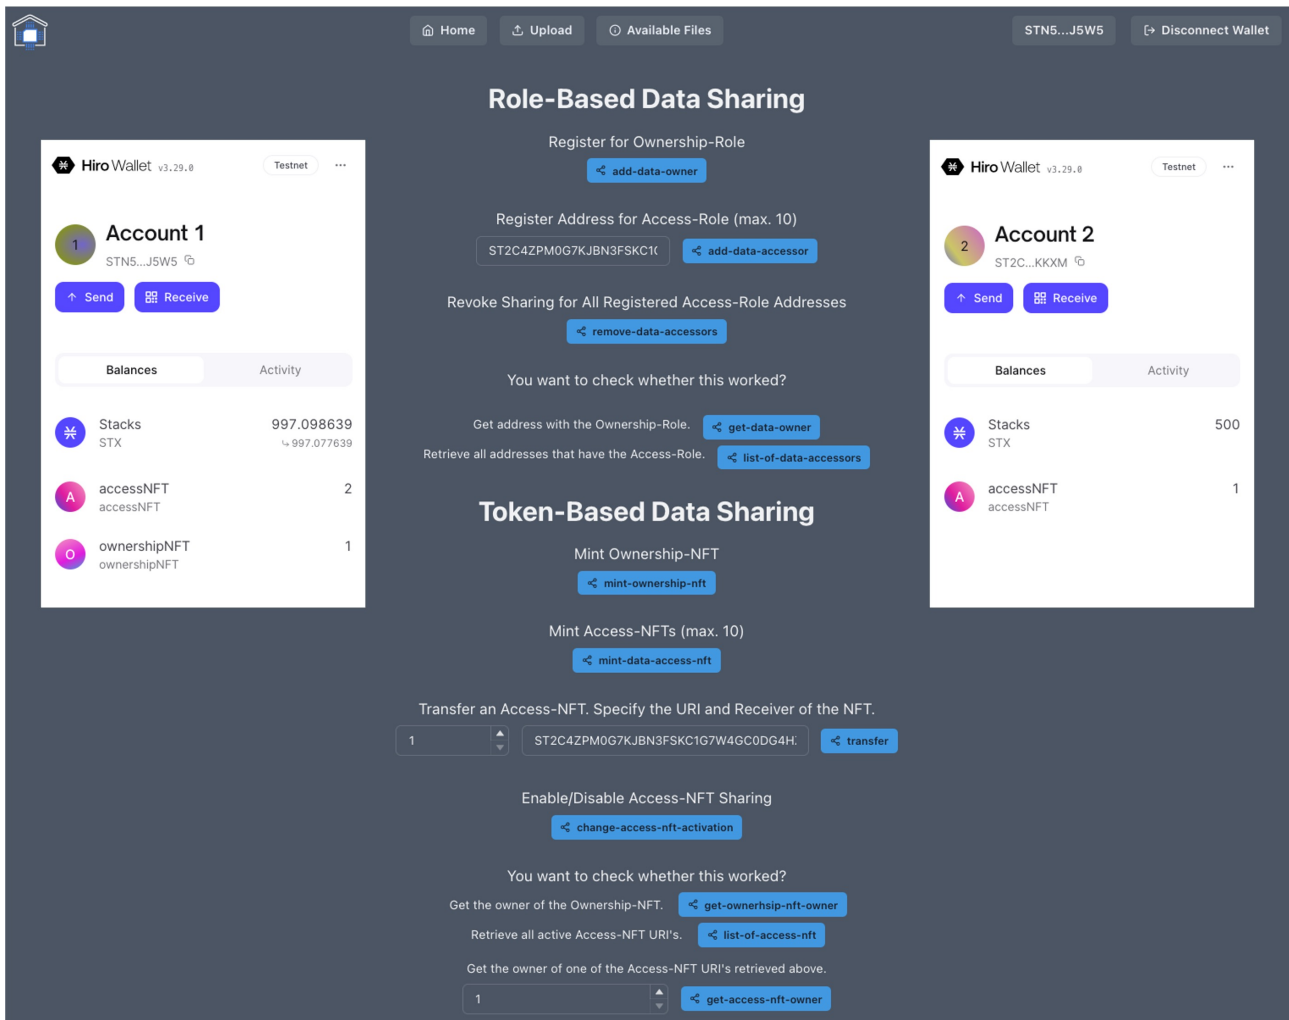 Home
Upload
Available Files
STN5...J5W5
Disconnect Wallet
Role-Based Data Sharing
Register for Ownership-Role
add-data-owner
Register Address for Access-Role (max. 10)
ST2C4ZPM0G7KJBN3FSKC1
add-data-accessor
Revoke Sharing for All Registered Access-Role Addresses
remove-data-accessors
You want to check whether this worked?
Get address with the Ownership-Role.
get-data-owner
Retrieve all addresses that have the Access-Role.
list-of-data-accessors
Token-Based Data Sharing
Mint Ownership-NFT
mint-ownership-nft
Mint Access-NFTs (max. 10)
mint-data-access-nft
Transfer an Access-NFT. Specify the URI and Receiver of the NFT.
1
ST2C4ZPM0G7KJBN3FSKC1G7W4GC0DG4H
transfer
Enable/Disable Access-NFT Sharing
change-access-nft-activation
You want to check whether this worked?
Get the owner of the Ownership-NFT.
get-ownerhsip-nft-owner
Retrieve all active Access-NFT URI's.
list-of-access-nft
Get the owner of one of the Access-NFT URI's retrieved above.
1
get-access-nft-owner
Hiro Wallet v3.29.0
Testnet
1
Account 1
STN5...J5W5
Send
Receive
Balances
Activity
Stacks
997.098639
STX
997.077639
A
accessNFT
2
accessNFT
O
ownershipNFT
1
ownershipNFT
Hiro Wallet v3.29.0
Testnet
2
Account 2
ST2C...KKXM
Send
Receive
Balances
Activity
Stacks
500
STX
A
accessNFT
1
accessNFT